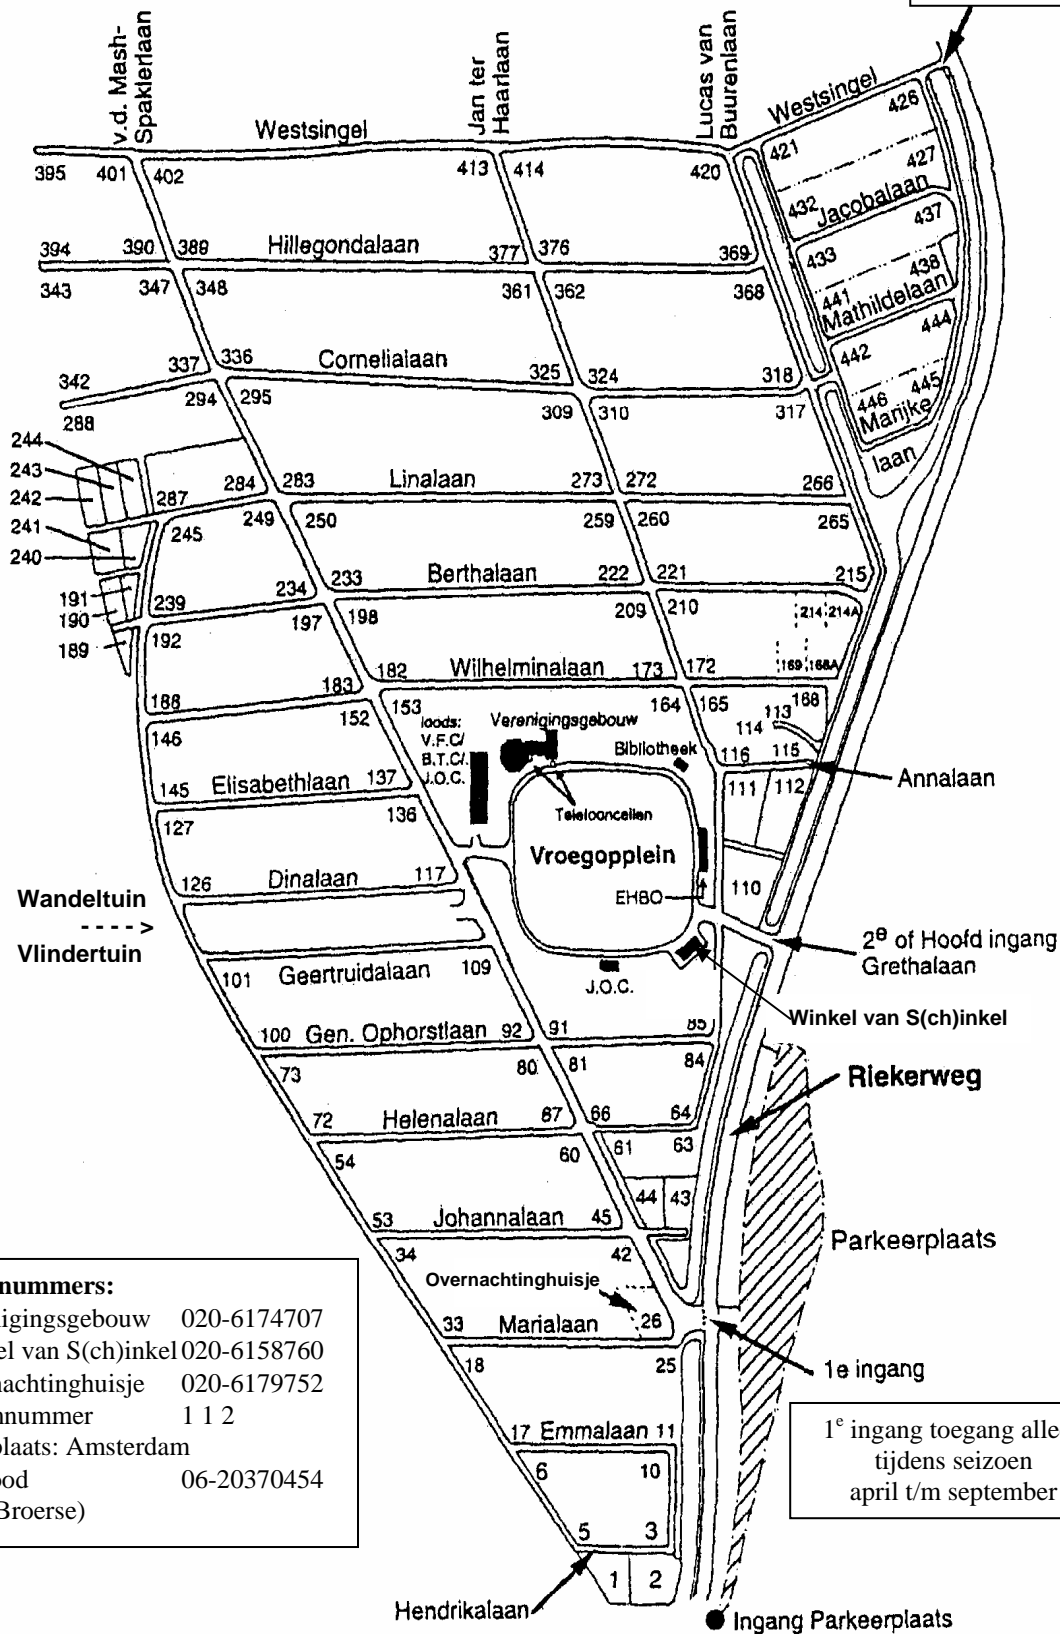 v.d. Mash-
Spaklerlaan
Jan ter
Haarlaan
Lucas van
Buurenlaan
Westsingel
Westsingel
395 401 402 413 414 420 421 426
427
432 Jacobalaan
437
394 390 389 Hillegondalaan 377 376 369 433
438
343 347 348 361 362 368 441
Mathildelaan
444
337 336 Cornelialaan 325 324 318 442
342
294 295 309 310 317 446 445
Marijke
laan
288
244
243
242
287 284 283 Linalaan 273 272 266
241
240
245 249 250 259 260 265
191
190
239 234 233 Berthalaan 222 221 215
189
192 197 198 209 210 214 214A
169 168A
188 183 182 Wilhelminalaan 173 172
146 152 153 164 165 168
loods:
V.F.C/
B.T.C/.
J.O.C.
Verenigingsgebouw
Bibliotheek
114 113
116 115
Annalaan
145 Elisabethlaan 137
111 112
127 136
Telefooncellen
Vroegopplein
126 Dinalaan 117
EHBO
110
Wandeltuin
- - - - >
Vlindertuin
2e of Hoofd ingang
Grethalaan
101 Geertruidalaan 109
J.O.C.
Winkel van S(ch)inkel
100 Gen. Ophorstlaan 92 91 85
73 80 81 84
Riekerweg
72 Helenalaan 67 66 64
54 60 61 63
44 43
53 Johannalaan 45
Parkeerplaats
34 42
Overnachtinghuisje
26
33 Marialaan
18 25
1e ingang
17 Emmalaan 11
6 10
5 3
1 2
Hendrikalaan
Ingang Parkeerplaats
nummers:
nigingsgebouw 020-6174707
el van S(ch)inkel 020-6158760
nachtinghuisje 020-6179752
nnummer 1 1 2
plaats: Amsterdam
ood 06-20370454
Broerse)
1e ingang toegang alle
tijdens seizoen
april t/m september